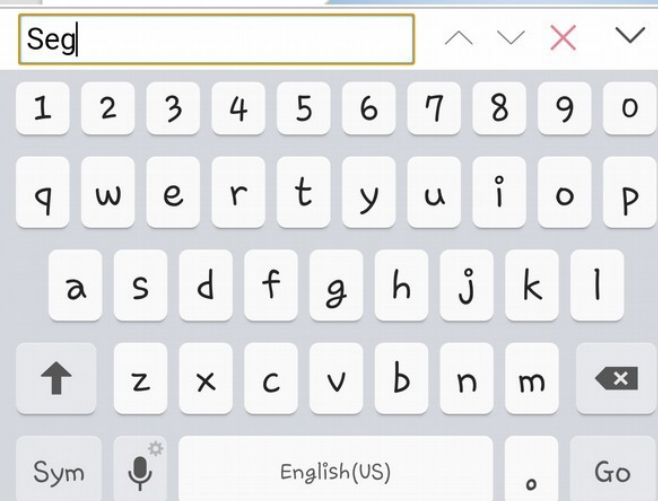 Seg
1 2 3 4 5 6 7 8 9 0
q w e r t y u i o p
a s d f g h j k l
z x c v b n m
Sym English(US) . Go